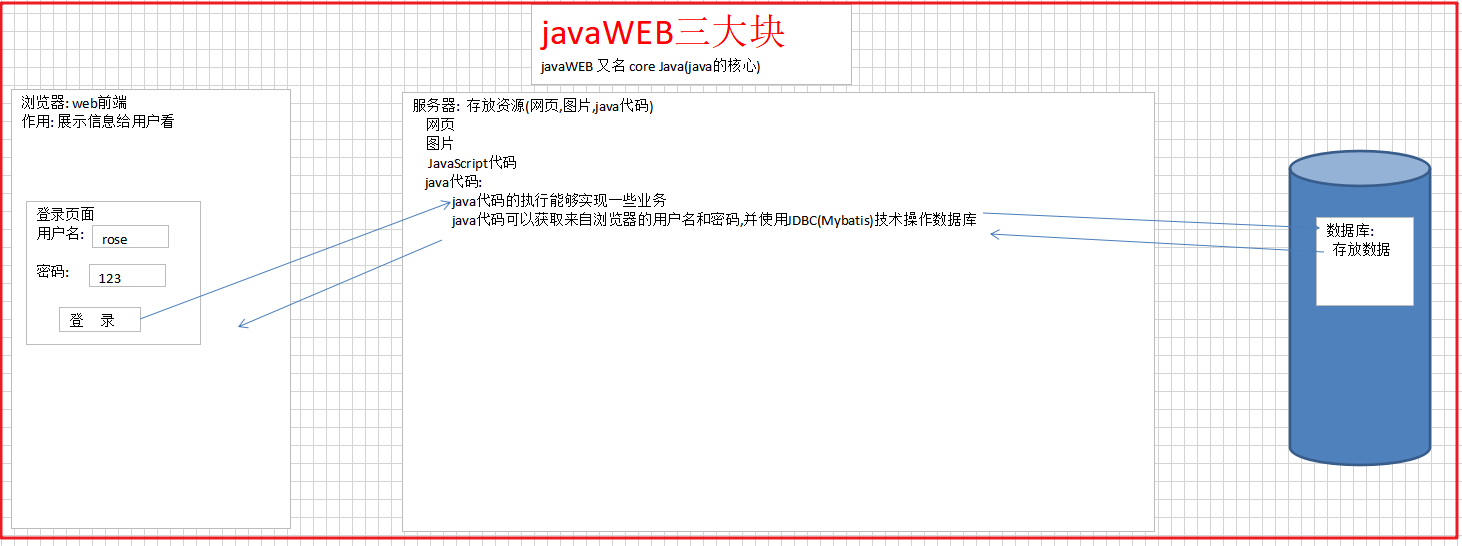 javaWEB三大块
javaWEB 又名 core Java(java的核心)
浏览器: web前端
作用: 展示信息给用户看
登录页面
用户名:
rose
密码:
123
登 录
服务器: 存放资源(网页,图片,java代码)
网页
图片
JavaScript代码
java代码:
java代码的执行能够实现一些业务
java代码可以获取来自浏览器的用户名和密码,并使用JDBC(Mybatis)技术操作数据库
数据库:
存放数据